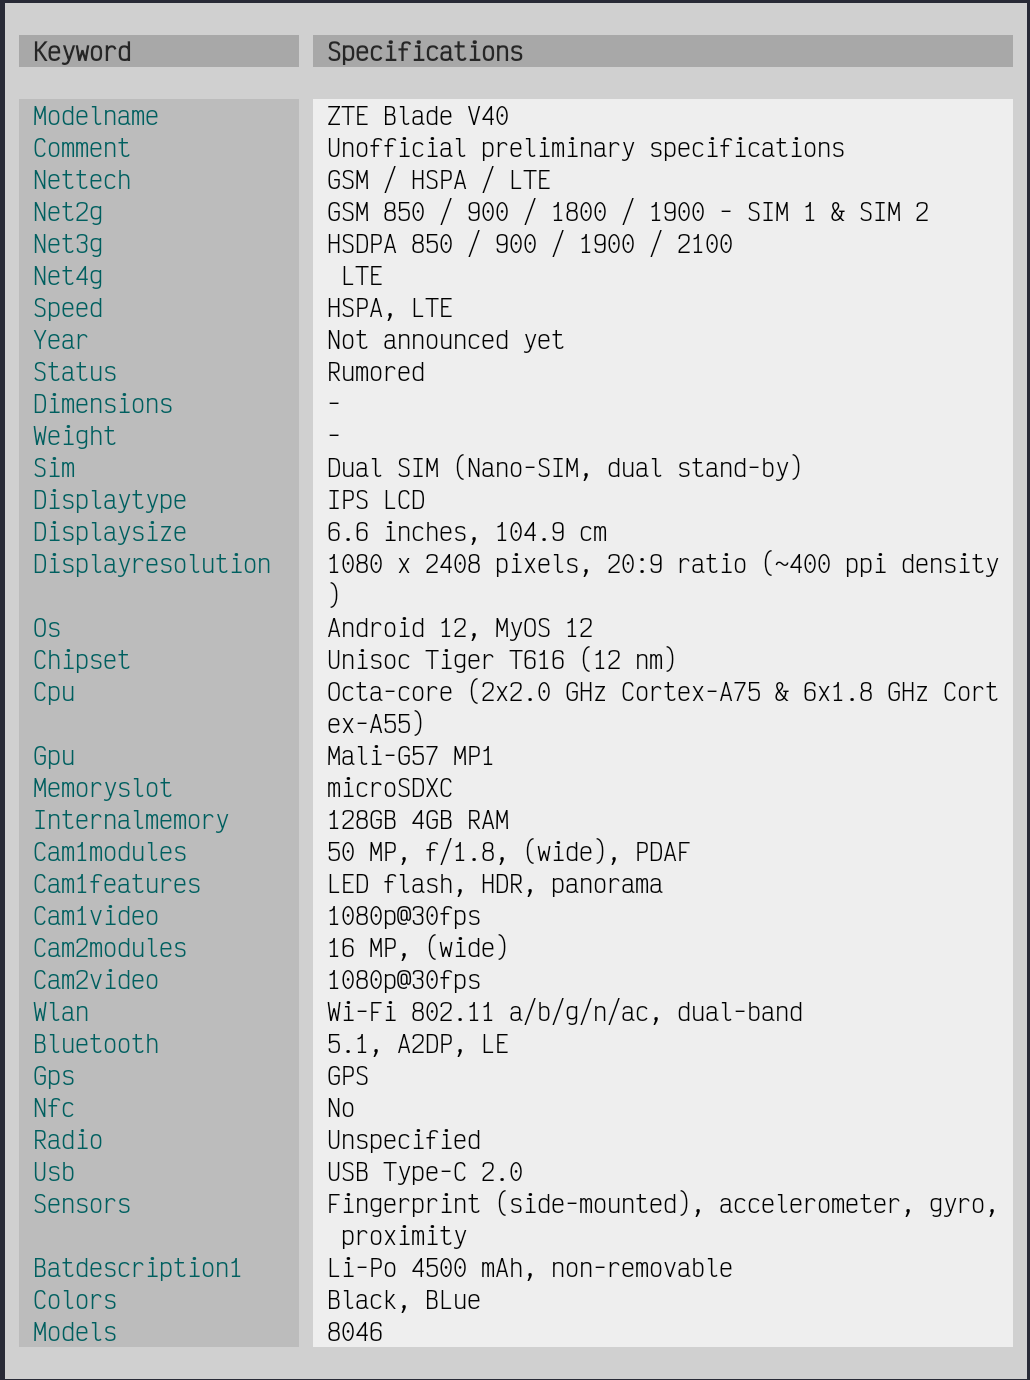 Keyword Specifications
Modelname ZTE Blade V40
Comment Unofficial preliminary specifications
Nettech GSM / HSPA / LTE
Net2g GSM 850 / 900 / 1800 / 1900 - SIM 1 & SIM 2
Net3g HSDPA 850 / 900 / 1900 / 2100
Net4g LTE
Speed HSPA, LTE
Year Not announced yet
Status Rumored
Dimensions -
Weight -
Sim Dual SIM (Nano-SIM, dual stand-by)
Displaytype IPS LCD
Displaysize 6.6 inches, 104.9 cm
Displayresolution 1080 x 2408 pixels, 20:9 ratio (~400 ppi density
)
Os Android 12, MyOS 12
Chipset Unisoc Tiger T616 (12 nm)
Cpu Octa-core (2x2.0 GHz Cortex-A75 & 6x1.8 GHz Cort
ex-A55)
Gpu Mali-G57 MP1
Memoryslot microSDXC
Internalmemory 128GB 4GB RAM
Cam1modules 50 MP, f/1.8, (wide), PDAF
Cam1features LED flash, HDR, panorama
Cam1video 1080p@30fps
Cam2modules 16 MP, (wide)
Cam2video 1080p@30fps
Wlan Wi-Fi 802.11 a/b/g/n/ac, dual-band
Bluetooth 5.1, A2DP, LE
Gps GPS
Nfc No
Radio Unspecified
Usb USB Type-C 2.0
Sensors Fingerprint (side-mounted), accelerometer, gyro,
proximity
Batdescription1 Li-Po 4500 mAh, non-removable
Colors Black, BLue
Models 8046